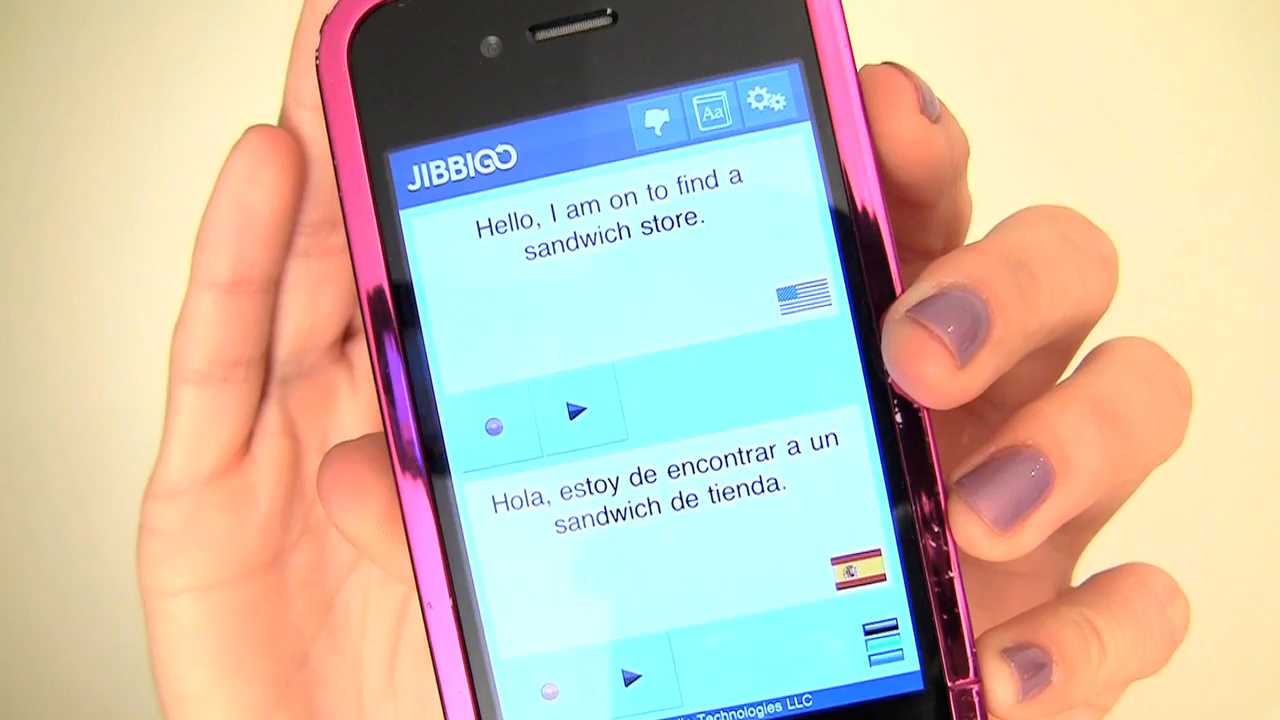 Aa
JIBBIGO
Hello, I am on to find a
sandwich store.
Hola, estoy de encontrar a un
sandwich de tienda.
Technologies LLC